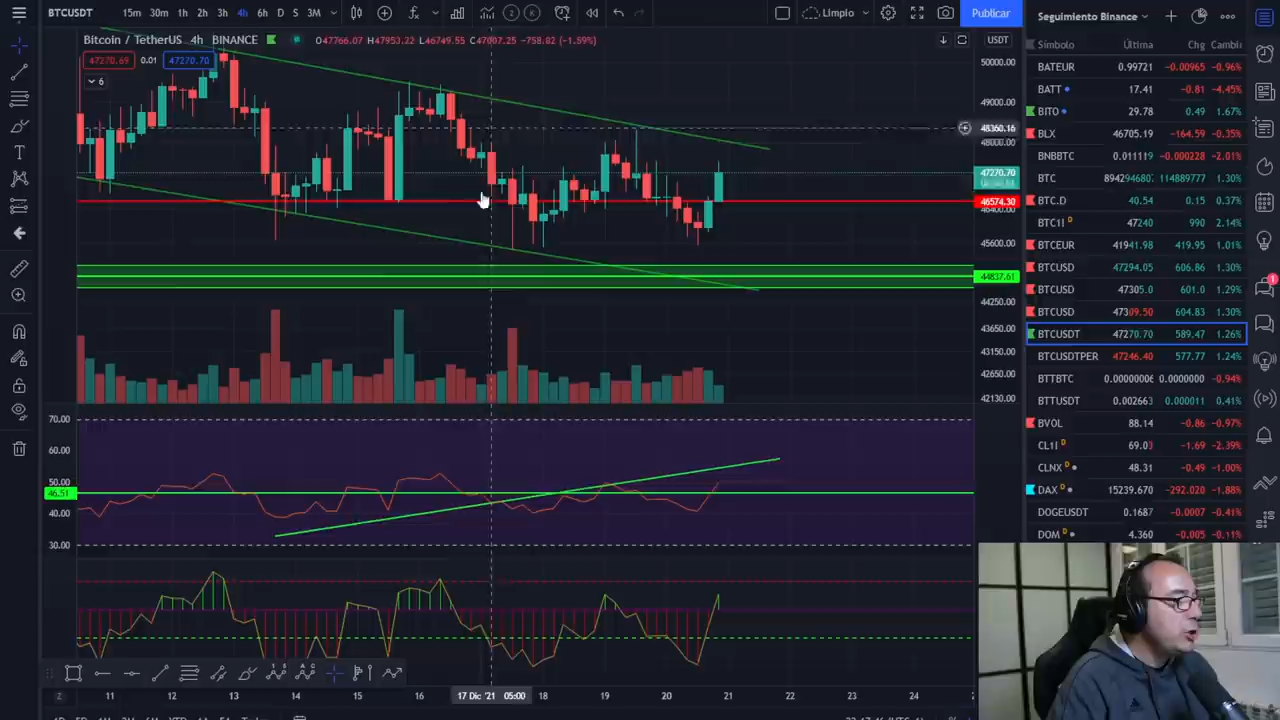 BTCUSDT 15m 30m 1h 2h 3h 4h 6h D S 3M 2 K Limpio Publicar Seguimiento Binance
Bitcoin / TetherUS 4h BINANCE O47766.07 H47953.22 L46749.55 C47007.25 -758.82 (-1.59%) USDT
47270.69 0.01 47270.70
6
50000.00
49000.00
48360.16
48000.00
47270.70
46574.30
46400.00
45600.00
44837.61
44250.00
43650.00
43150.00
42650.00
42130.00
70.00
60.00
50.00
46.51
40.00
30.00
11 12 13 14 15 16 17 Dic '21 05:00 18 19 20 21 22 23 24
Símbolo Última Chg Cambi
BATEUR 0.99721 -0.00965 -0.96%
BATT 17.41 -0.81 -4.45%
BITO 29.78 0.49 1.67%
BLX 46705.19 -164.59 -0.35%
BNBBTC 0.011119 -0.000228 -2.01%
BTC 894294680 114889777 1.30%
BTC.D 40.54 0.15 0.37%
BTC1! D 47240 990 2.14%
BTCEUR 41941.98 419.95 1.01%
BTCUSD 47294.05 606.86 1.30%
BTCUSD 47305.0 601.0 1.29%
BTCUSD 47309.50 604.83 1.30%
BTCUSDT 47270.70 589.47 1.26%
BTCUSDTPER 47246.40 577.77 1.24%
BTTBTC 0.00000006 0.0000000 -0.94%
BTTUSDT 0.002663 0.000011 0.41%
BVOL 88.14 -0.86 -0.97%
CL1! D 69.03 -1.69 -2.39%
CLNX D 48.31 -0.49 -1.00%
DAX D 15239.670 -292.020 -1.88%
DOGEUSDT 0.1687 -0.0007 -0.41%
DOM D 4.360 -0.005 -0.11%